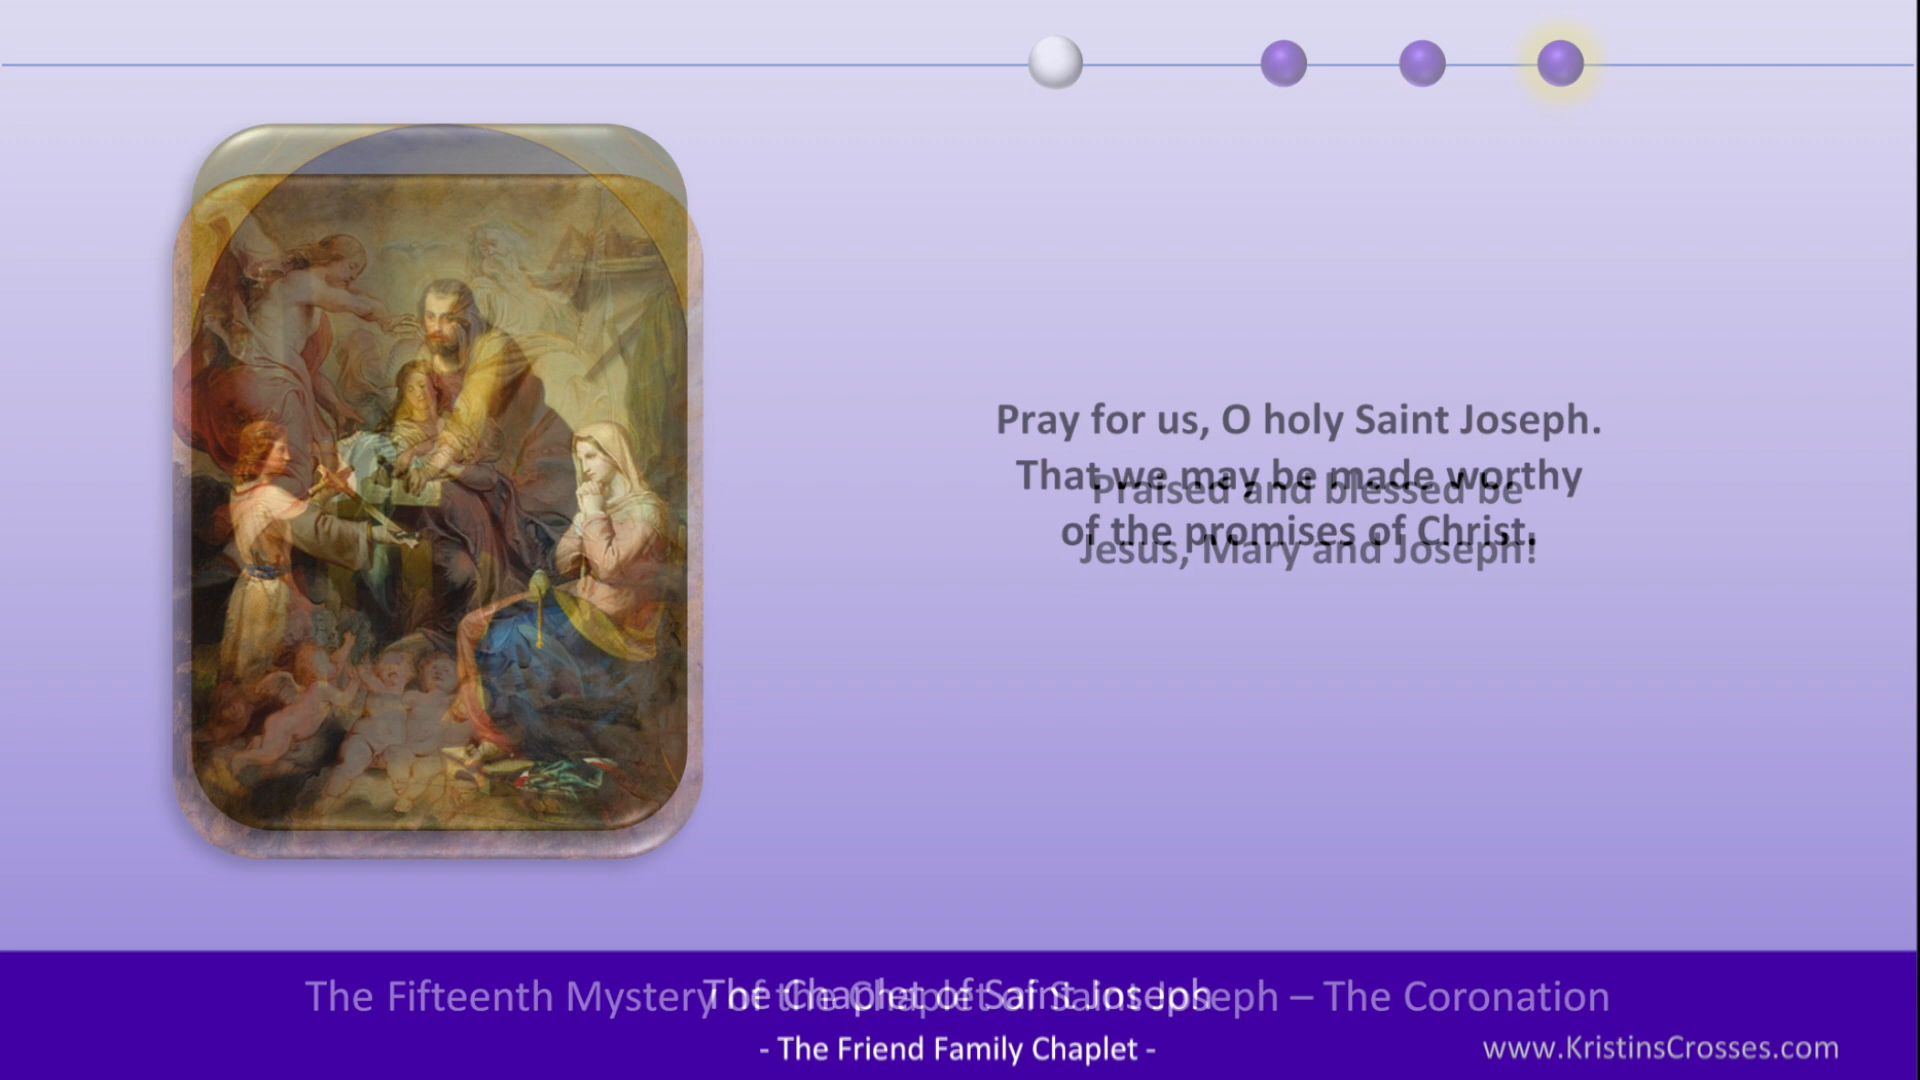 Pray for us, O holy Saint Joseph.
That we may be made worthy
Praised and blessed be
of the promises of Christ.
Jesus, Mary and Joseph!
The Fifteenth Mystery of the Chaplet of Saint Joseph – The Coronation
The Chaplet of Saint Joseph
- The Friend Family Chaplet -
www.KristinsCrosses.com